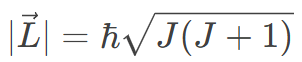 |L⃗| = ℏ√J(J + 1)